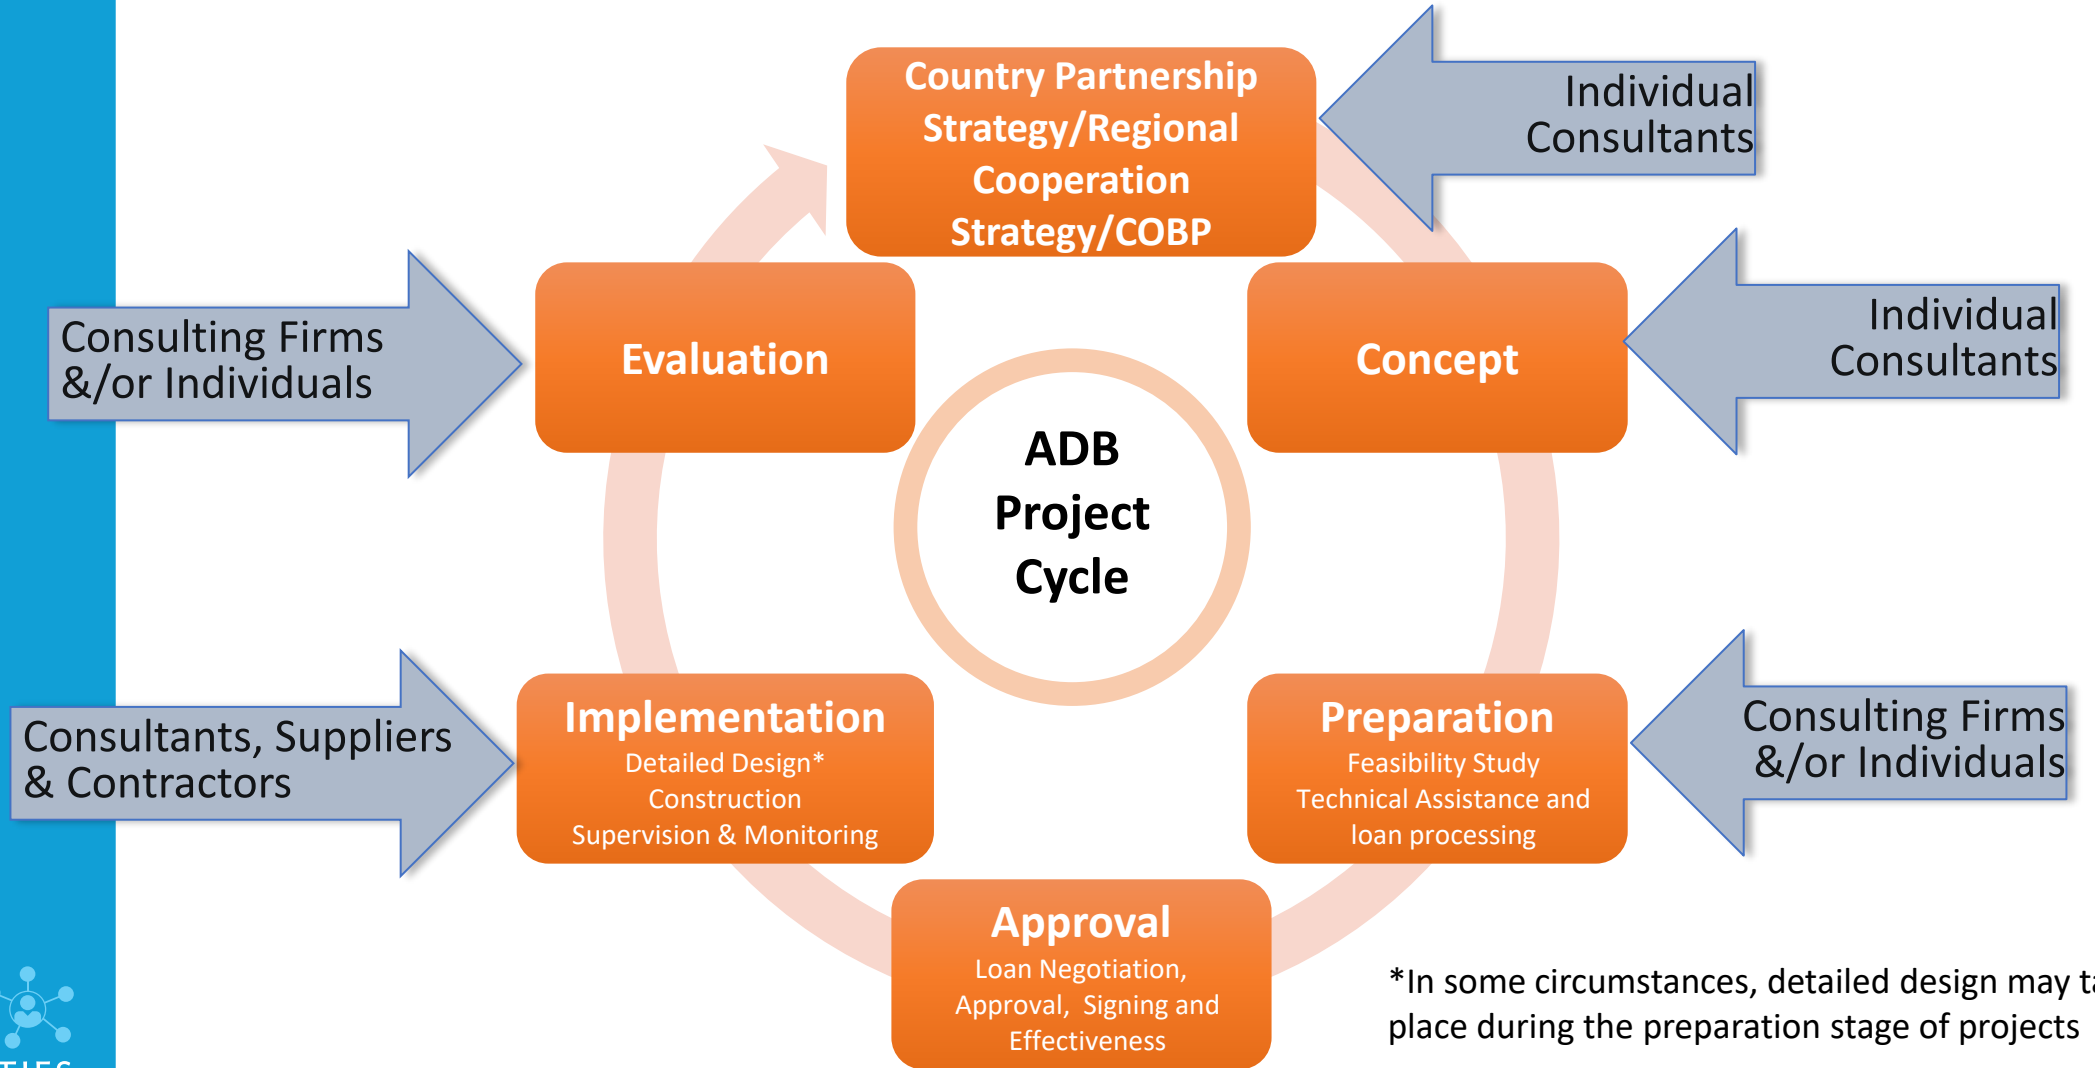 Country Partnership
Strategy/Regional
Cooperation
Strategy/COBP
Individual
Consultants
Consulting Firms
&/or Individuals
Evaluation
Concept
Individual
Consultants
ADB
Project
Cycle
Consultants, Suppliers
& Contractors
Implementation
Detailed Design*
Construction
Supervision & Monitoring
Preparation
Feasibility Study
Technical Assistance and
loan processing
Consulting Firms
&/or Individuals
Approval
Loan Negotiation,
Approval, Signing and
Effectiveness
*In some circumstances, detailed design may
place during the preparation stage of projects